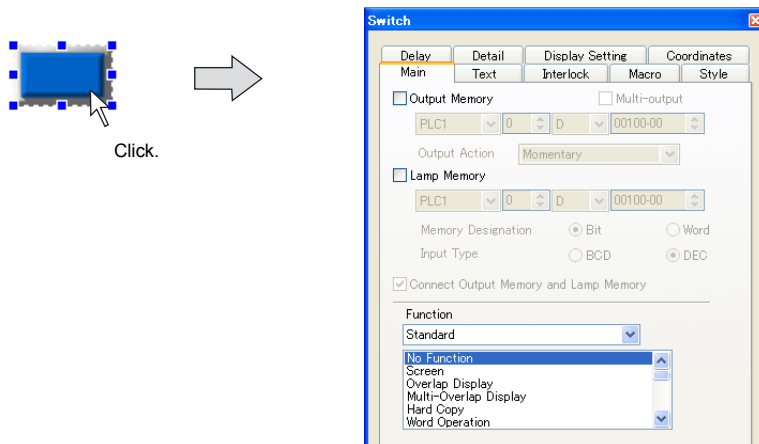 Switch
Delay Detail Display Setting Coordinates
Main Text Interlock Macro Style
Output Memory Multi-output
PLC1 0 D 00100-00
Output Action Momentary
Lamp Memory
PLC1 0 D 00100-00
Memory Designation Bit Word
Input Type BCD DEC
Connect Output Memory and Lamp Memory
Function
Standard
No Function
Screen
Overlap Display
Multi-Overlap Display
Hard Copy
Word Operation
Click.